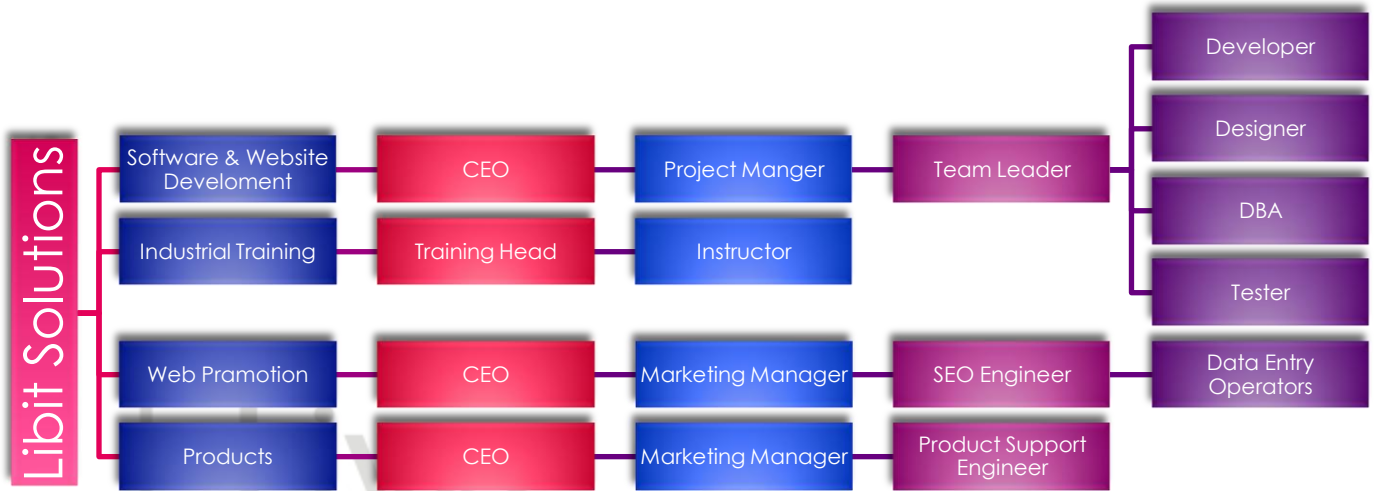 Libit Solutions
Software & Website
Develoment
CEO
Project Manger
Team Leader
Developer
Designer
DBA
Tester
Industrial Training
Training Head
Instructor
Web Pramotion
CEO
Marketing Manager
SEO Engineer
Data Entry
Operators
Products
CEO
Marketing Manager
Product Support
Engineer